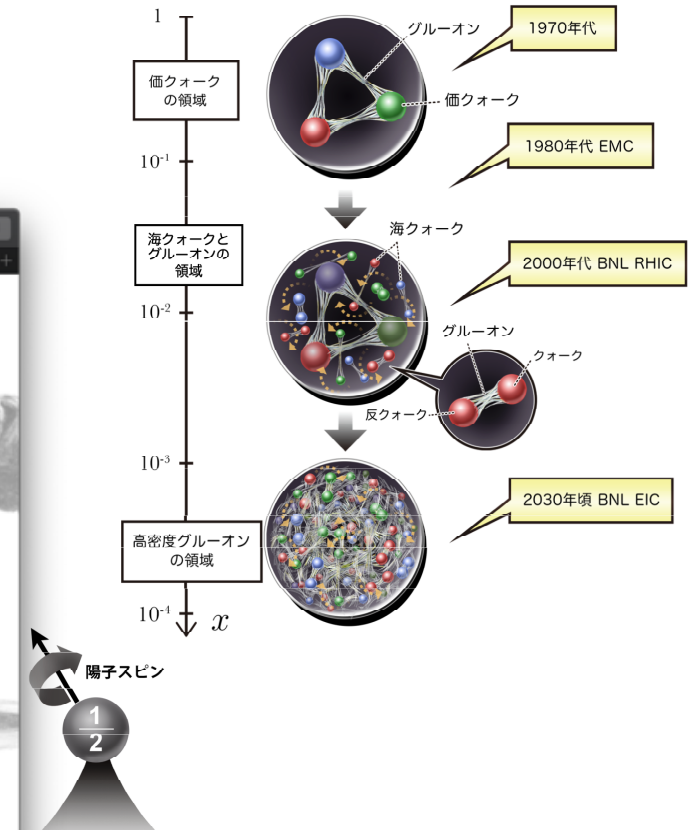 1
グルーオン
1970年代
価クォーク
の領域
価クォーク
1980年代 EMC
10⁻¹
海クォーク
海クォークと
グルーオンの
領域
2000年代 BNL RHIC
10⁻²
グルーオン
クォーク
反クォーク
10⁻³
2030年頃 BNL EIC
高密度グルーオン
の領域
10⁻⁴
x
陽子スピン
1
2